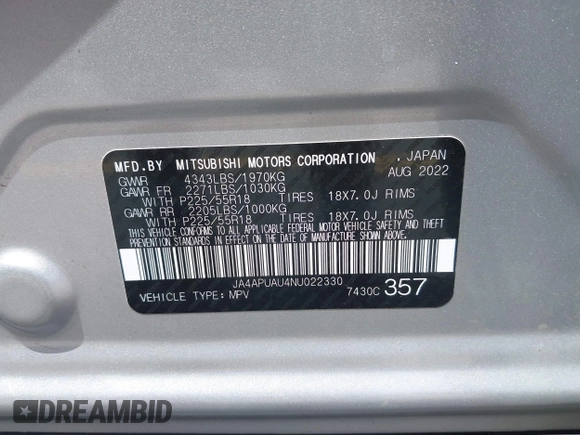 MFD.BY MITSUBISHI MOTORS CORPORATION . JAPAN
GVWR 4343LBS/1970KG AUG 2022
GAWR FR 2271LBS/1030KG
WITH P225/55R18 TIRES 18X7.0J RIMS
GAWR RR 2205LBS/1000KG
WITH P225/55R18 TIRES 18X7.0J RIMS
THIS VEHICLE CONFORMS TO ALL APPLICABLE FEDERAL MOTOR VEHICLE SAFETY AND THEFT
PREVENTION STANDARDS IN EFFECT ON THE DATE OF MANUFACTURE SHOWN ABOVE.
JA4APUAU4NU022330
VEHICLE TYPE: MPV 7430C 357
DREAMBID